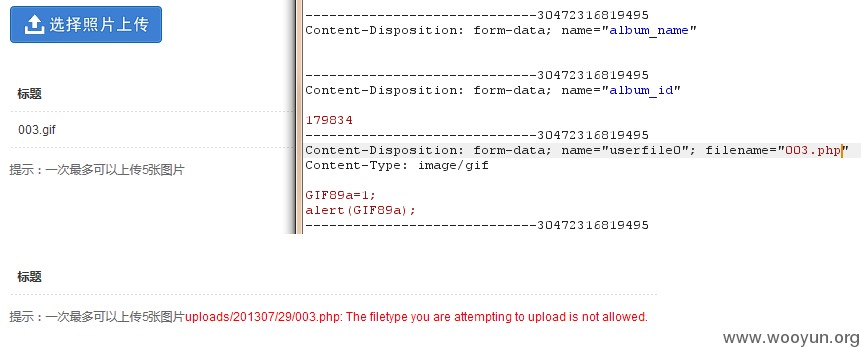 选择照片上传
标题
003.gif
提示：一次最多可以上传5张图片
-----------------------------30472316819495
Content-Disposition: form-data; name="album_name"
-----------------------------30472316819495
Content-Disposition: form-data; name="album_id"
179834
-----------------------------30472316819495
Content-Disposition: form-data; name="userfile0"; filename="003.php"
Content-Type: image/gif
GIF89a=1;
alert(GIF89a);
-----------------------------30472316819495
标题
提示：一次最多可以上传5张图片uploads/201307/29/003.php: The filetype you are attempting to upload is not allowed.
www.wooyun.org